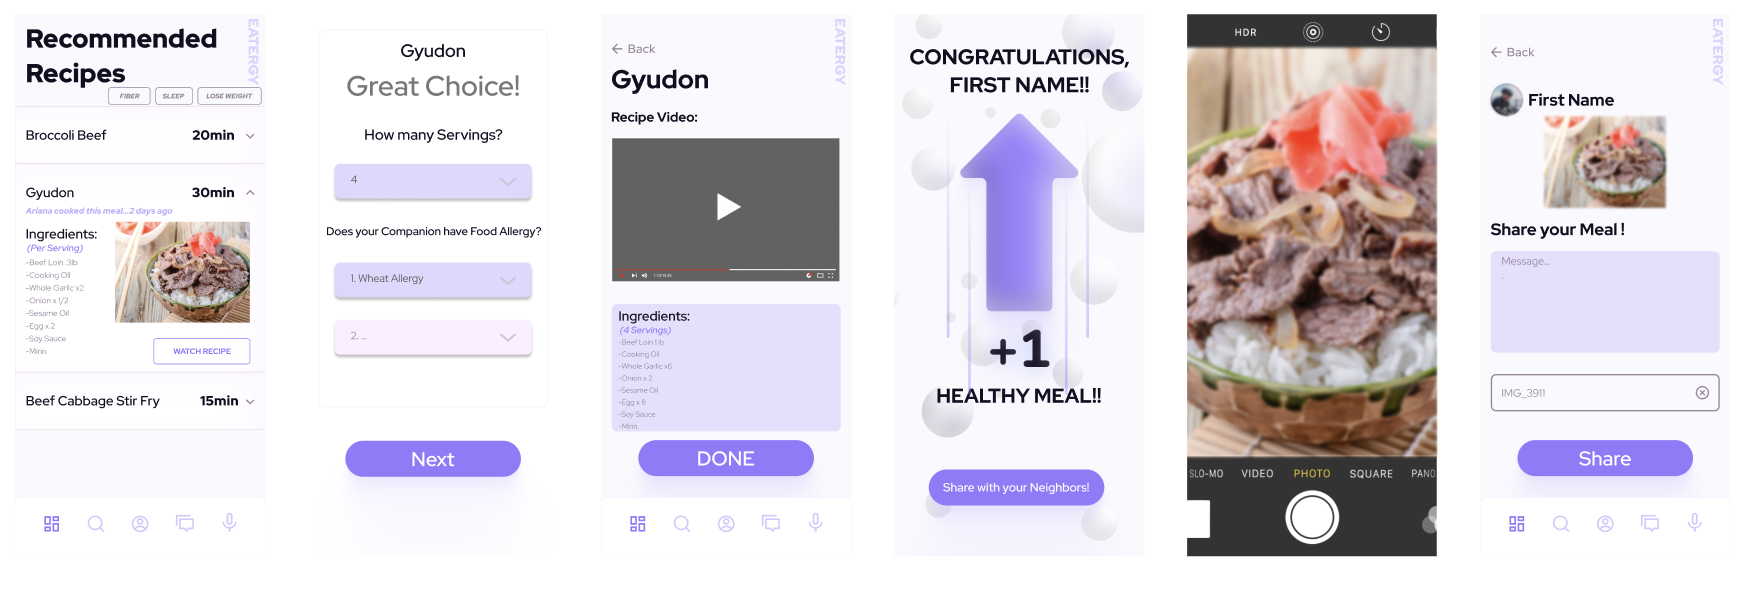 Recommended
Recipes
EATERGY
FIBER
SLEEP
LOSE WEIGHT
Broccoli Beef
20min
Gyudon
30min
Ariana cooked this meal...2 days ago
Ingredients:
(Per Serving)
-Beef Loin .3lb
-Cooking Oil
-Whole Garlic x2
-Onion x 1/2
-Sesame Oil
-Egg x 2
-Soy Sauce
-Mirin
WATCH RECIPE
Beef Cabbage Stir Fry
15min
Gyudon
Great Choice!
How many Servings?
4
Does your Companion have Food Allergy?
1. Wheat Allergy
2. ...
Next
EATERGY
Back
Gyudon
Recipe Video:
Ingredients:
(4 Servings)
-Beef Loin 1 lb
-Cooking Oil
-Whole Garlic x6
-Onion x 2
-Sesame Oil
-Egg x 8
-Soy Sauce
-Mirin
DONE
CONGRATULATIONS,
FIRST NAME!!
+1
HEALTHY MEAL!!
Share with your Neighbors!
HDR
SLO-MO
VIDEO
PHOTO
SQUARE
PANO
EATERGY
Back
First Name
Share your Meal !
Message...
.
IMG_3911
Share